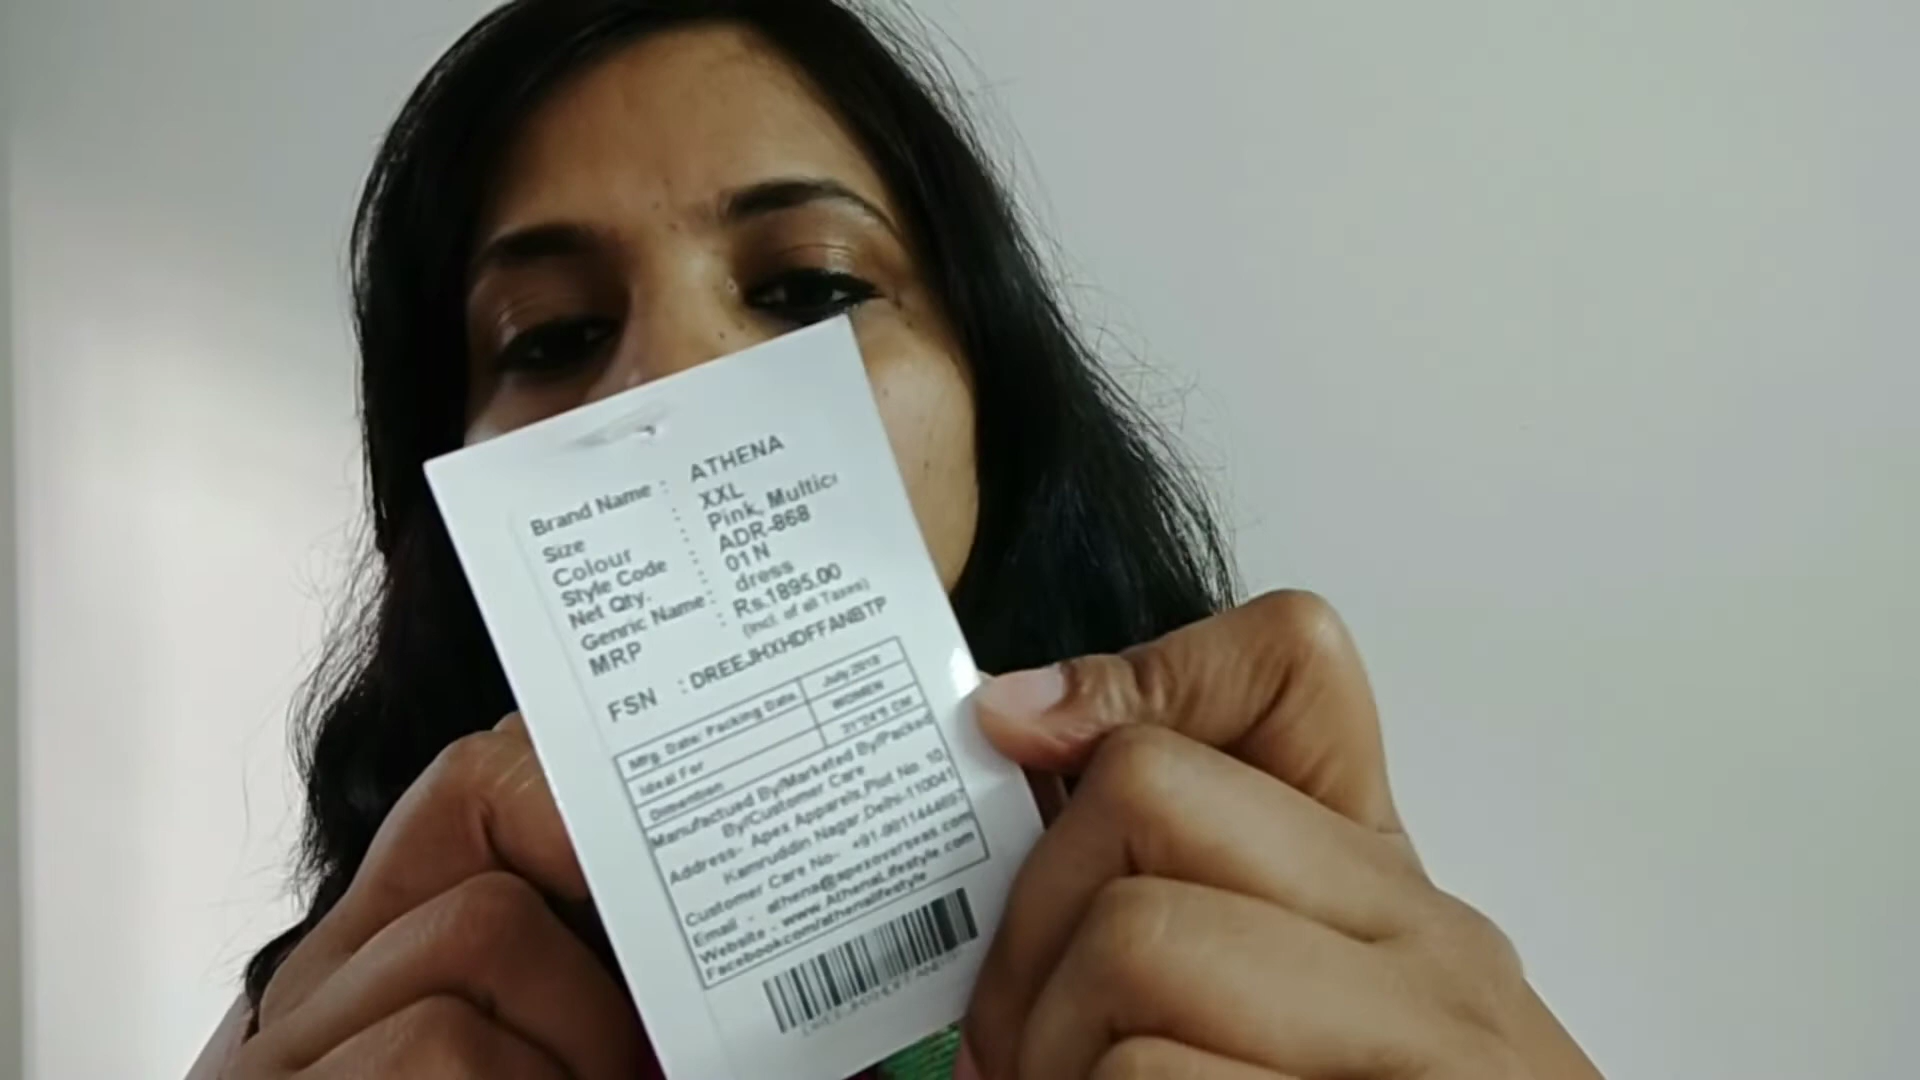 Brand Name : ATHENA
Size : XXL
Colour : Pink, Multico
Style Code : ADR-868
Net Qty. : 01 N
Genric Name : dress
MRP : Rs.1895.00
(Incl. of all Taxes)
FSN : DREEJHXHDFFANBTP
Mfg. Date/ Packing Date July,2018
Ideal For WOMEN
Dimention
Manufactued By/Marketed By/Packed
By/Customer Care
Address- Apex Apparels,Plot No. 10,
Kamruddin Nagar,Delhi-110041
Customer Care No-
Email - athena@apexoverseas.com
Website - www.AthenaLifestyle.com
Facebook.com/athenalifestyle